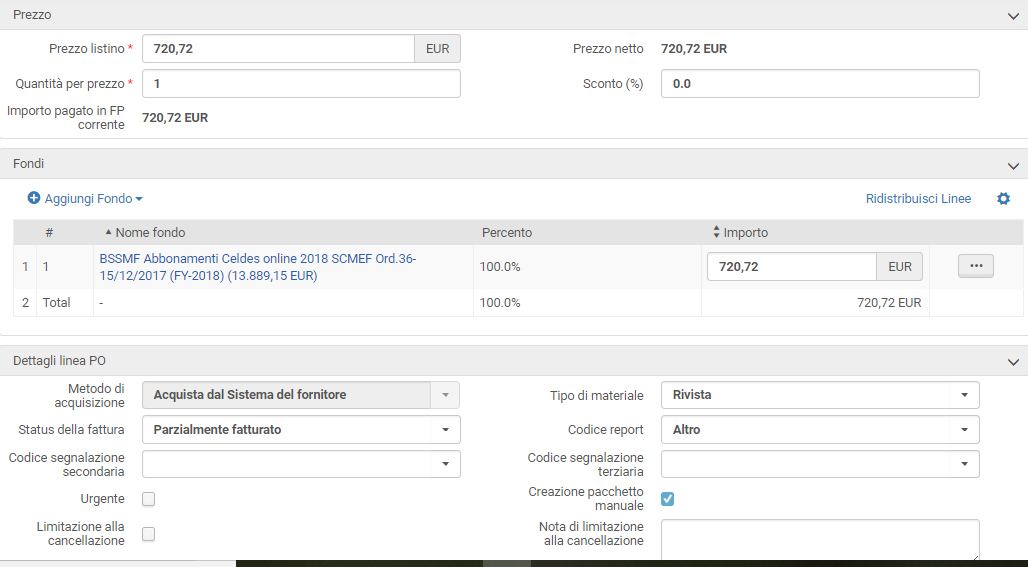 Prezzo
Prezzo listino * 720,72 EUR Prezzo netto 720,72 EUR
Quantità per prezzo * 1 Sconto (%) 0.0
Importo pagato in FP
corrente 720,72 EUR
Fondi
Aggiungi Fondo Ridistribuisci Linee
# Nome fondo Percento Importo
1 1 BSSMF Abbonamenti Celdes online 2018 SCMEF Ord.36-
15/12/2017 (FY-2018) (13.889,15 EUR) 100.0% 720,72 EUR ...
2 Total - 100.0% 720,72 EUR
Dettagli linea PO
Metodo di
acquisizione Acquista dal Sistema del fornitore Tipo di materiale Rivista
Status della fattura Parzialmente fatturato Codice report Altro
Codice segnalazione
secondaria Codice segnalazione
terziaria
Urgente Creazione pacchetto
manuale
Limitazione alla
cancellazione Nota di limitazione
alla cancellazione